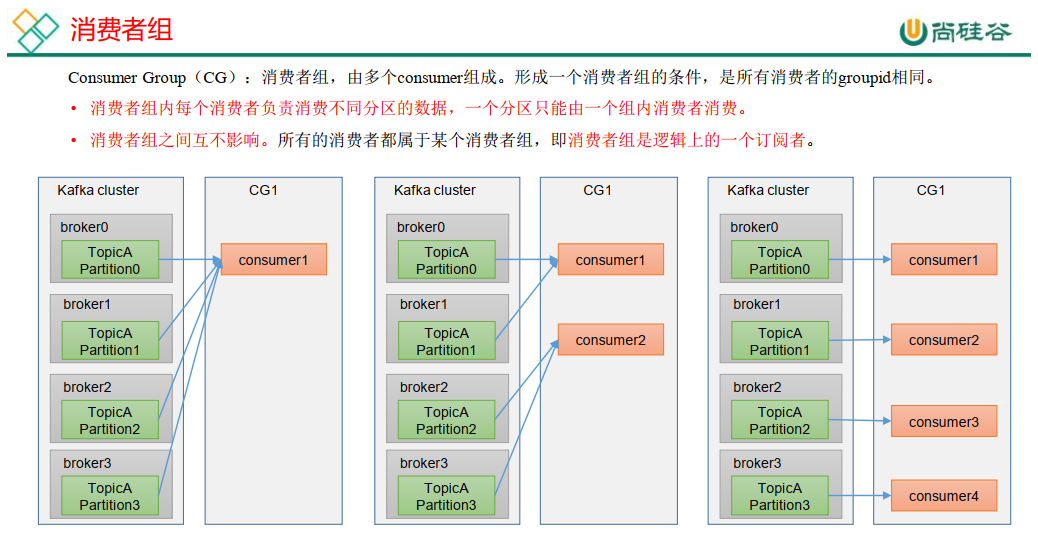 消费者组
尚硅谷
Consumer Group（CG）：消费者组，由多个consumer组成。形成一个消费者组的条件，是所有消费者的groupid相同。
• 消费者组内每个消费者负责消费不同分区的数据，一个分区只能由一个组内消费者消费。
• 消费者组之间互不影响。所有的消费者都属于某个消费者组，即消费者组是逻辑上的一个订阅者。
Kafka cluster
broker0
TopicA
Partition0
broker1
TopicA
Partition1
broker2
TopicA
Partition2
broker3
TopicA
Partition3
CG1
consumer1
Kafka cluster
broker0
TopicA
Partition0
broker1
TopicA
Partition1
broker2
TopicA
Partition2
broker3
TopicA
Partition3
CG1
consumer1
consumer2
Kafka cluster
broker0
TopicA
Partition0
broker1
TopicA
Partition1
broker2
TopicA
Partition2
broker3
TopicA
Partition3
CG1
consumer1
consumer2
consumer3
consumer4